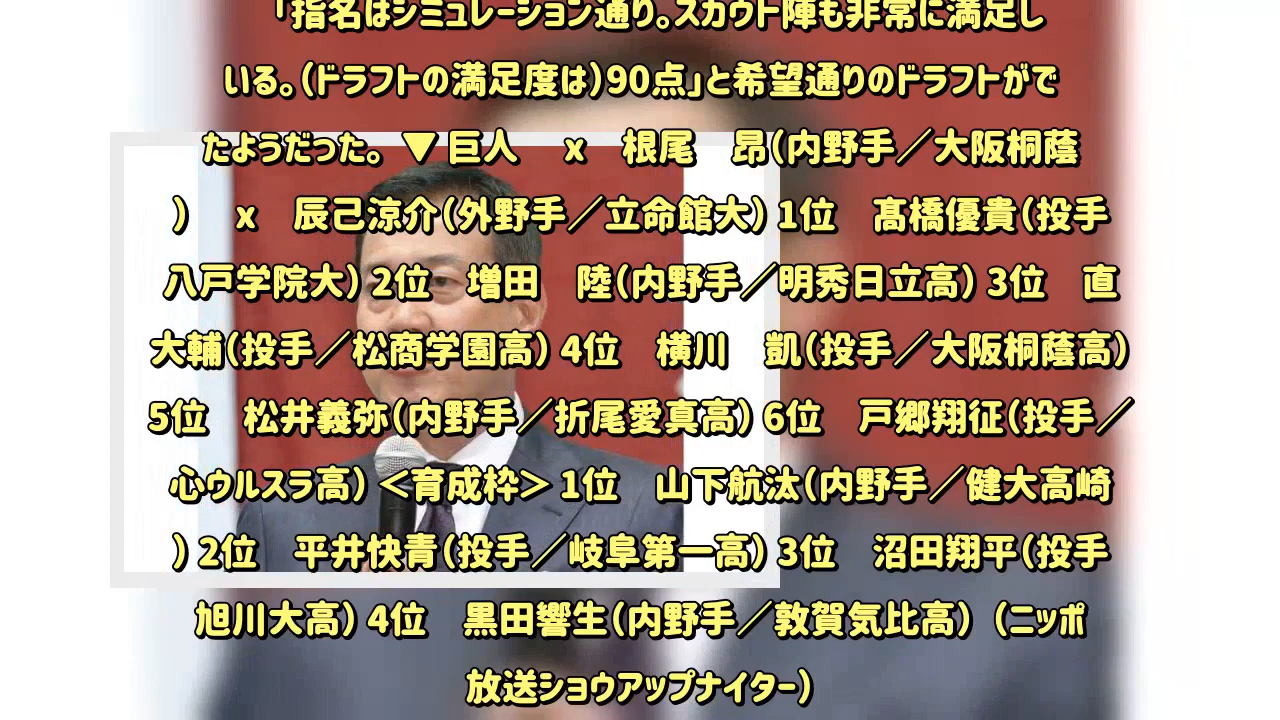 「指名はシミュレーション通り。スカウト陣も非常に満足し
いる。（ドラフトの満足度は）90点」と希望通りのドラフトがで
たようだった。 ▼ 巨人　x　根尾　昂（内野手／大阪桐蔭
）　x　辰己涼介（外野手／立命館大） 1位　髙橋優貴（投手
八戸学院大） 2位　増田　陸（内野手／明秀日立高） 3位　直
大輔（投手／松商学園高） 4位　横川　凱（投手／大阪桐蔭高）
5位　松井義弥（内野手／折尾愛真高） 6位　戸郷翔征（投手／
心ゥルスラ高） ＜育成枠＞ 1位　山下航汰（内野手／健大高崎
） 2位　平井快青（投手／岐阜第一高） 3位　沼田翔平（投手
旭川大高） 4位　黒田響生（内野手／敦賀気比高） （ニッポ
放送ショウアップナイター）